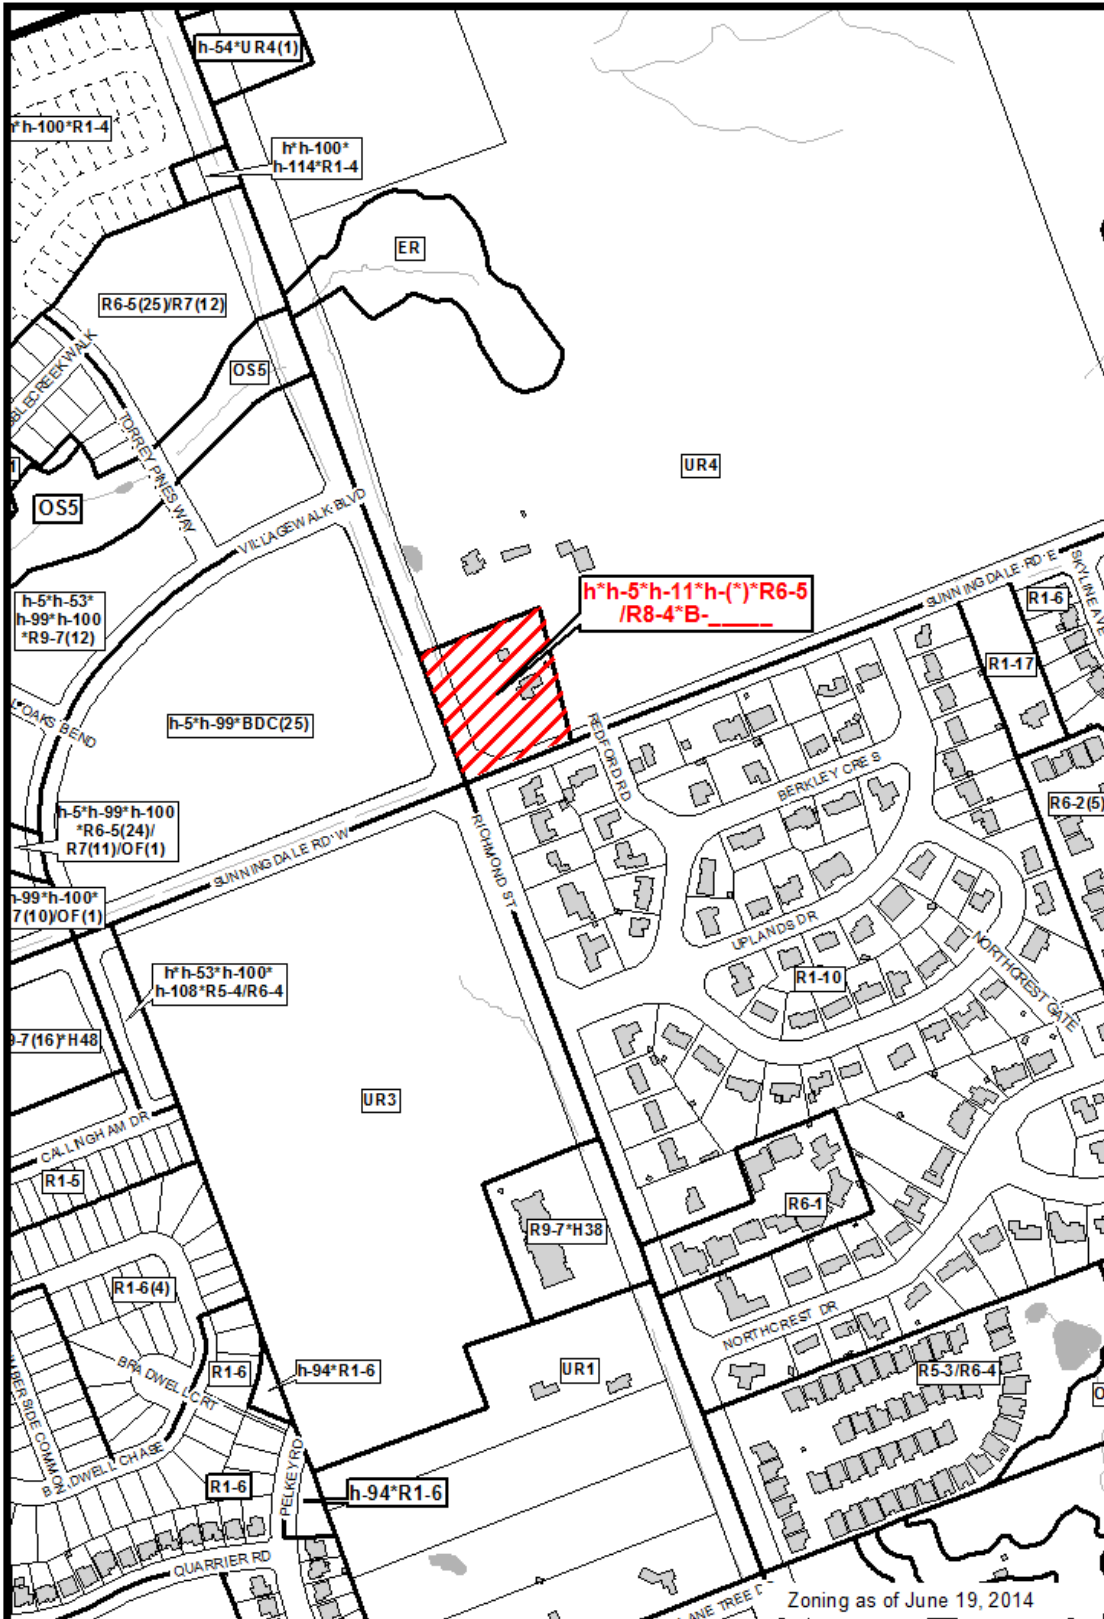 h-54*UR4(1)
h*h-100*R1-4
h*h-100*
h-114*R1-4
ER
R6-5(25)/R7(12)
OS5
TORREY PINES WAY
UR4
OS5
VILLAGEWALK BLVD
h*h-5*h-11*h-(*)*R6-5
/R8-4*B-_____
SUNNINGDALE RD E
SKYLINE AVE
R1-6
h-5*h-53*
h-99*h-100
*R9-7(12)
R1-17
OAKS BEND
h-5*h-99*BDC(25)
REDFORD RD
BERKLEY CRES
R6-2(5)
h-5*h-99*h-100
*R6-5(24)/
R7(11)/OF(1)
RICHMOND ST
SUNNINGDALE RD W
h-99*h-100*
7(10)/OF(1)
UPLANDS DR
NORTHCREST GATE
R1-10
h*h-53*h-100*
h-108*R5-4/R6-4
9-7(16)*H48
UR3
CALLINGHAM DR
R1-5
R6-1
R9-7*H38
R1-6(4)
NORTHCREST DR
BRADWELL CRT
R1-6
h-94*R1-6
UR1
R5-3/R6-4
BRADWELL CHASE
R1-6
PELKEY RD
h-94*R1-6
QUARRIER RD
Zoning as of June 19, 2014